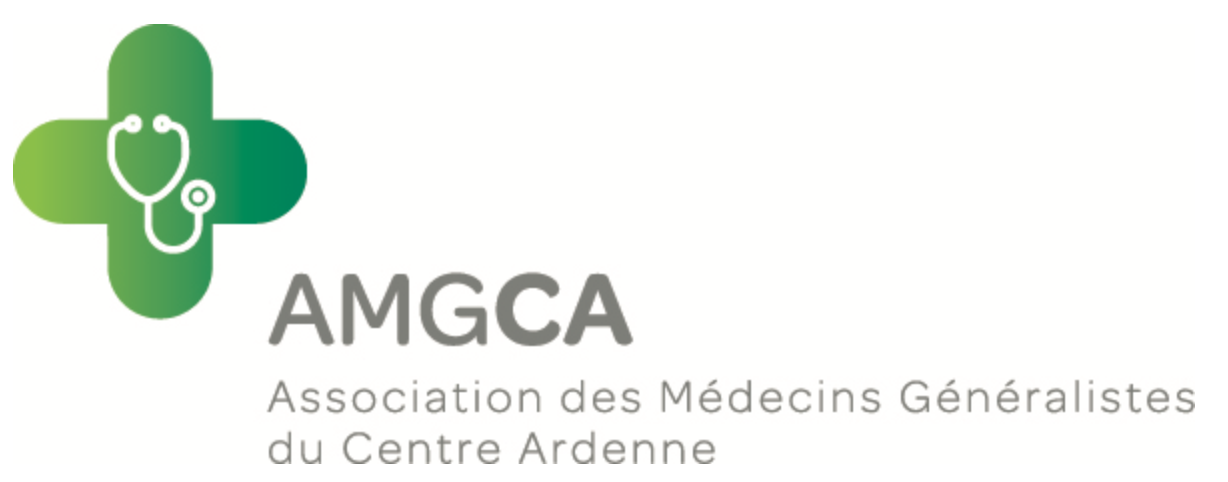 AMGCA
Association des Médecins Généralistes
du Centre Ardenne